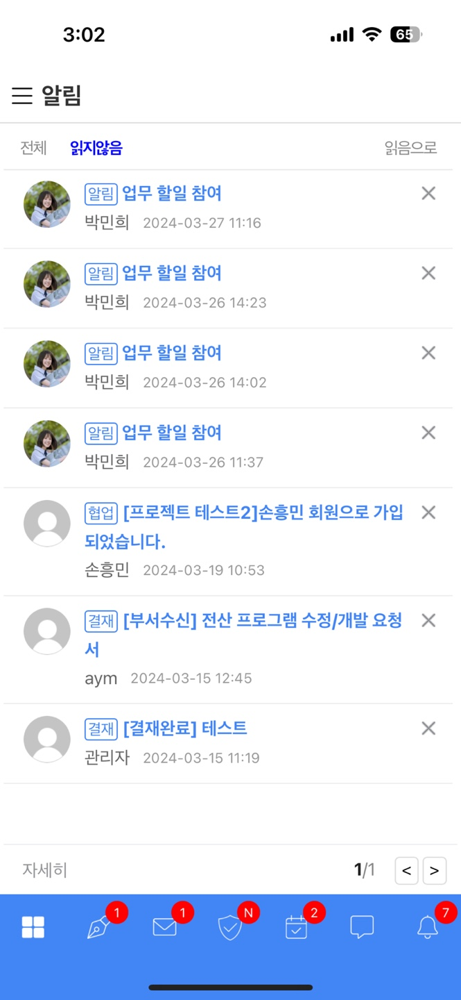 3:02
65
알림
전체 읽지않음 읽음으로
알림 업무 할일 참여
박민희 2024-03-27 11:16
알림 업무 할일 참여
박민희 2024-03-26 14:23
알림 업무 할일 참여
박민희 2024-03-26 14:02
알림 업무 할일 참여
박민희 2024-03-26 11:37
협업 [프로젝트 테스트2]손흥민 회원으로 가입
되었습니다.
손흥민 2024-03-19 10:53
결재 [부서수신] 전산 프로그램 수정/개발 요청
서
aym 2024-03-15 12:45
결재 [결재완료] 테스트
관리자 2024-03-15 11:19
자세히 1/1 < >
1 1 N 2 7